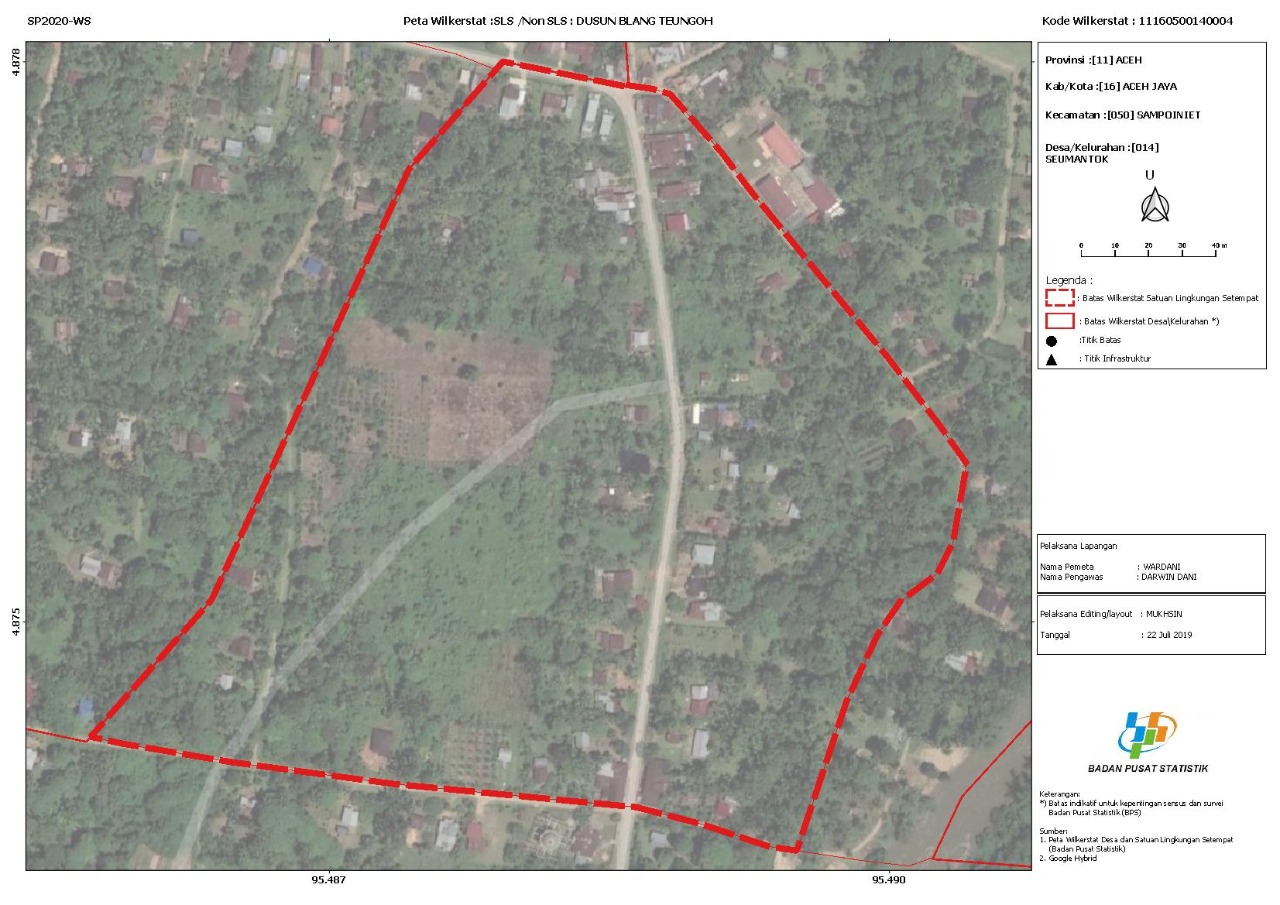 SP2020-WS
Peta Wilkerstat :SLS /Non SLS : DUSUN BLANG TEUNGOH
Kode Wilkerstat : 11160500140004
4.878
4.875
95.487
95.490
Provinsi :[11] ACEH
Kab/Kota :[16] ACEH JAYA
Kecamatan :[050] SAMPOINIET
Desa/Kelurahan :[014]
SEUMANTOK
U
0 10 20 30 40 m
Legenda :
: Batas Wilkerstat Satuan Lingkungan Setempat
: Batas Wilkerstat Desa\Kelurahan *)
:Titik Batas
: Titik Infrastruktur
Pelaksana Lapangan
Nama Pemeta : WARDANI
Nama Pengawas : DARWIN DANI
Pelaksana Editing/layout : MUKHSIN
Tanggal : 22 Juli 2019
BADAN PUSAT STATISTIK
Keterangan:
*) Batas indikatif untuk kepentingan sensus dan survei
Badan Pusat Statistik (BPS)
Sumber:
1. Peta Wilkerstat Desa dan Satuan Lingkungan Setempat
(Badan Pusat Statistik)
2. Google Hybrid